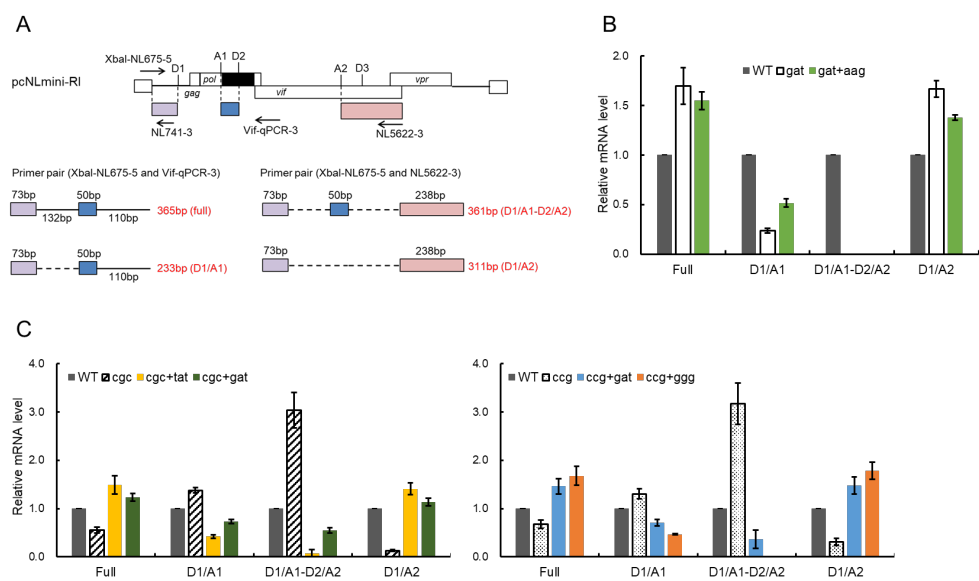 A
XbaI-NL675-5
D1
A1
D2
A2
D3
pcNLmini-RI
pol
vpr
gag
vif
NL741-3
Vif-qPCR-3
NL5622-3
Primer pair (XbaI-NL675-5 and Vif-qPCR-3)
73bp
50bp
132bp
110bp
365bp (full)
73bp
50bp
110bp
233bp (D1/A1)
Primer pair (XbaI-NL675-5 and NL5622-3)
73bp
50bp
238bp
361bp (D1/A1-D2/A2)
73bp
238bp
311bp (D1/A2)
B
Relative mRNA level
2.0
1.5
1.0
0.5
0.0
WT gat gat+aag
Full D1/A1 D1/A1-D2/A2 D1/A2
C
Relative mRNA level
4.0
3.0
2.0
1.0
0.0
WT cgc cgc+tat cgc+gat
Full D1/A1 D1/A1-D2/A2 D1/A2
4.0
3.0
2.0
1.0
0.0
WT ccg ccg+gat ccg+ggg
Full D1/A1 D1/A1-D2/A2 D1/A2